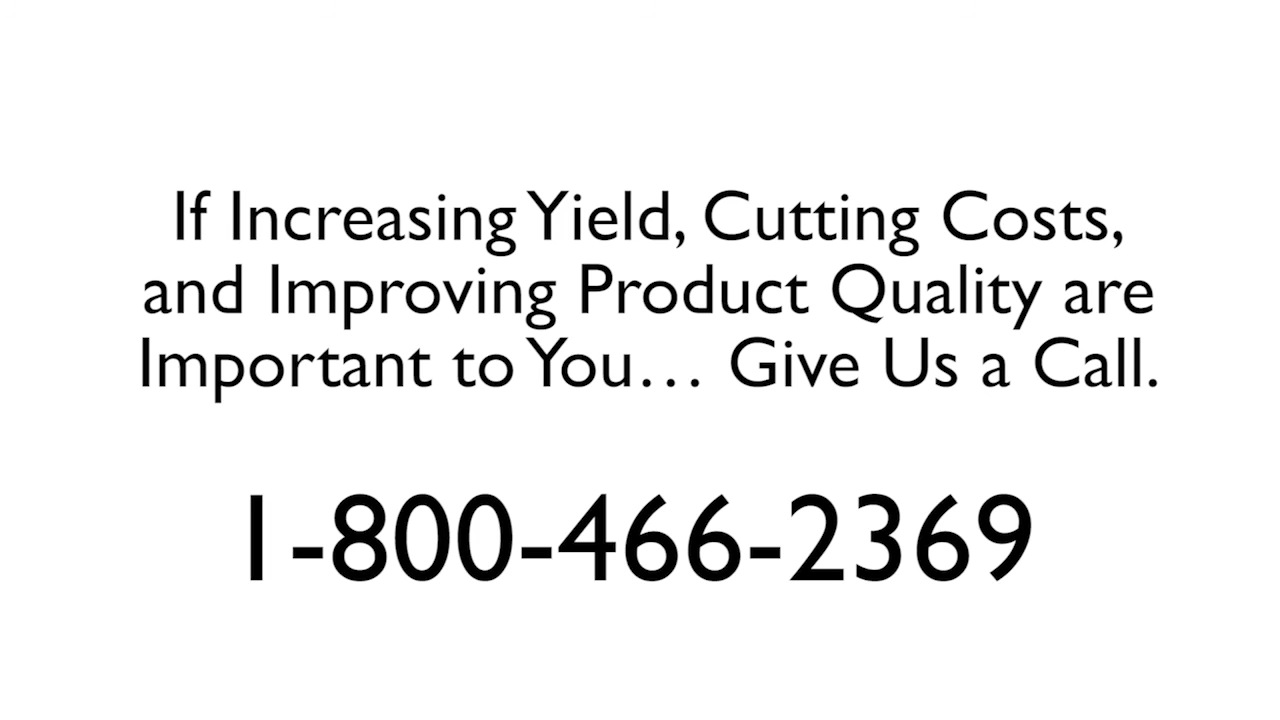 If Increasing Yield, Cutting Costs,
and Improving Product Quality are
Important to You… Give Us a Call.
1-800-466-2369